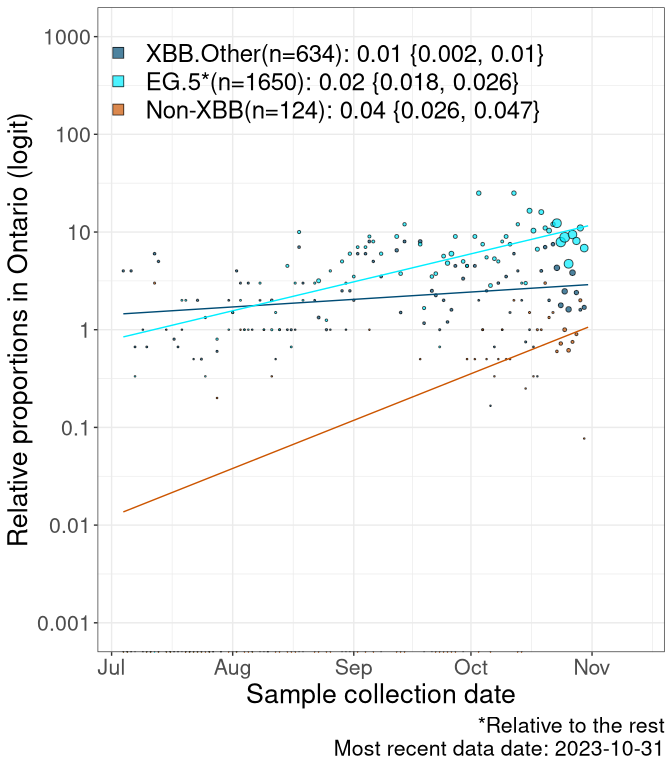 XBB.Other(n=634): 0.01 {0.002, 0.01}
EG.5*(n=1650): 0.02 {0.018, 0.026}
Non-XBB(n=124): 0.04 {0.026, 0.047}
Relative proportions in Ontario (logit)
1000
100
10
1
0.1
0.01
0.001
Jul Aug Sep Oct Nov
Sample collection date
*Relative to the rest
Most recent data date: 2023-10-31